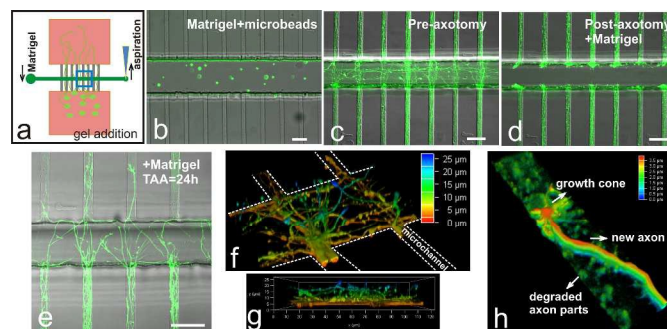 Matrigel
aspiration
gel addition
a
Matrigel+microbeads
b
Pre-axotomy
c
Post-axotomy
+Matrigel
d
+Matrigel
TAA=24h
e
25 µm
20 µm
15 µm
10 µm
5 µm
0 µm
microchannel
f
g
growth cone
new axon
degraded
axon parts
h